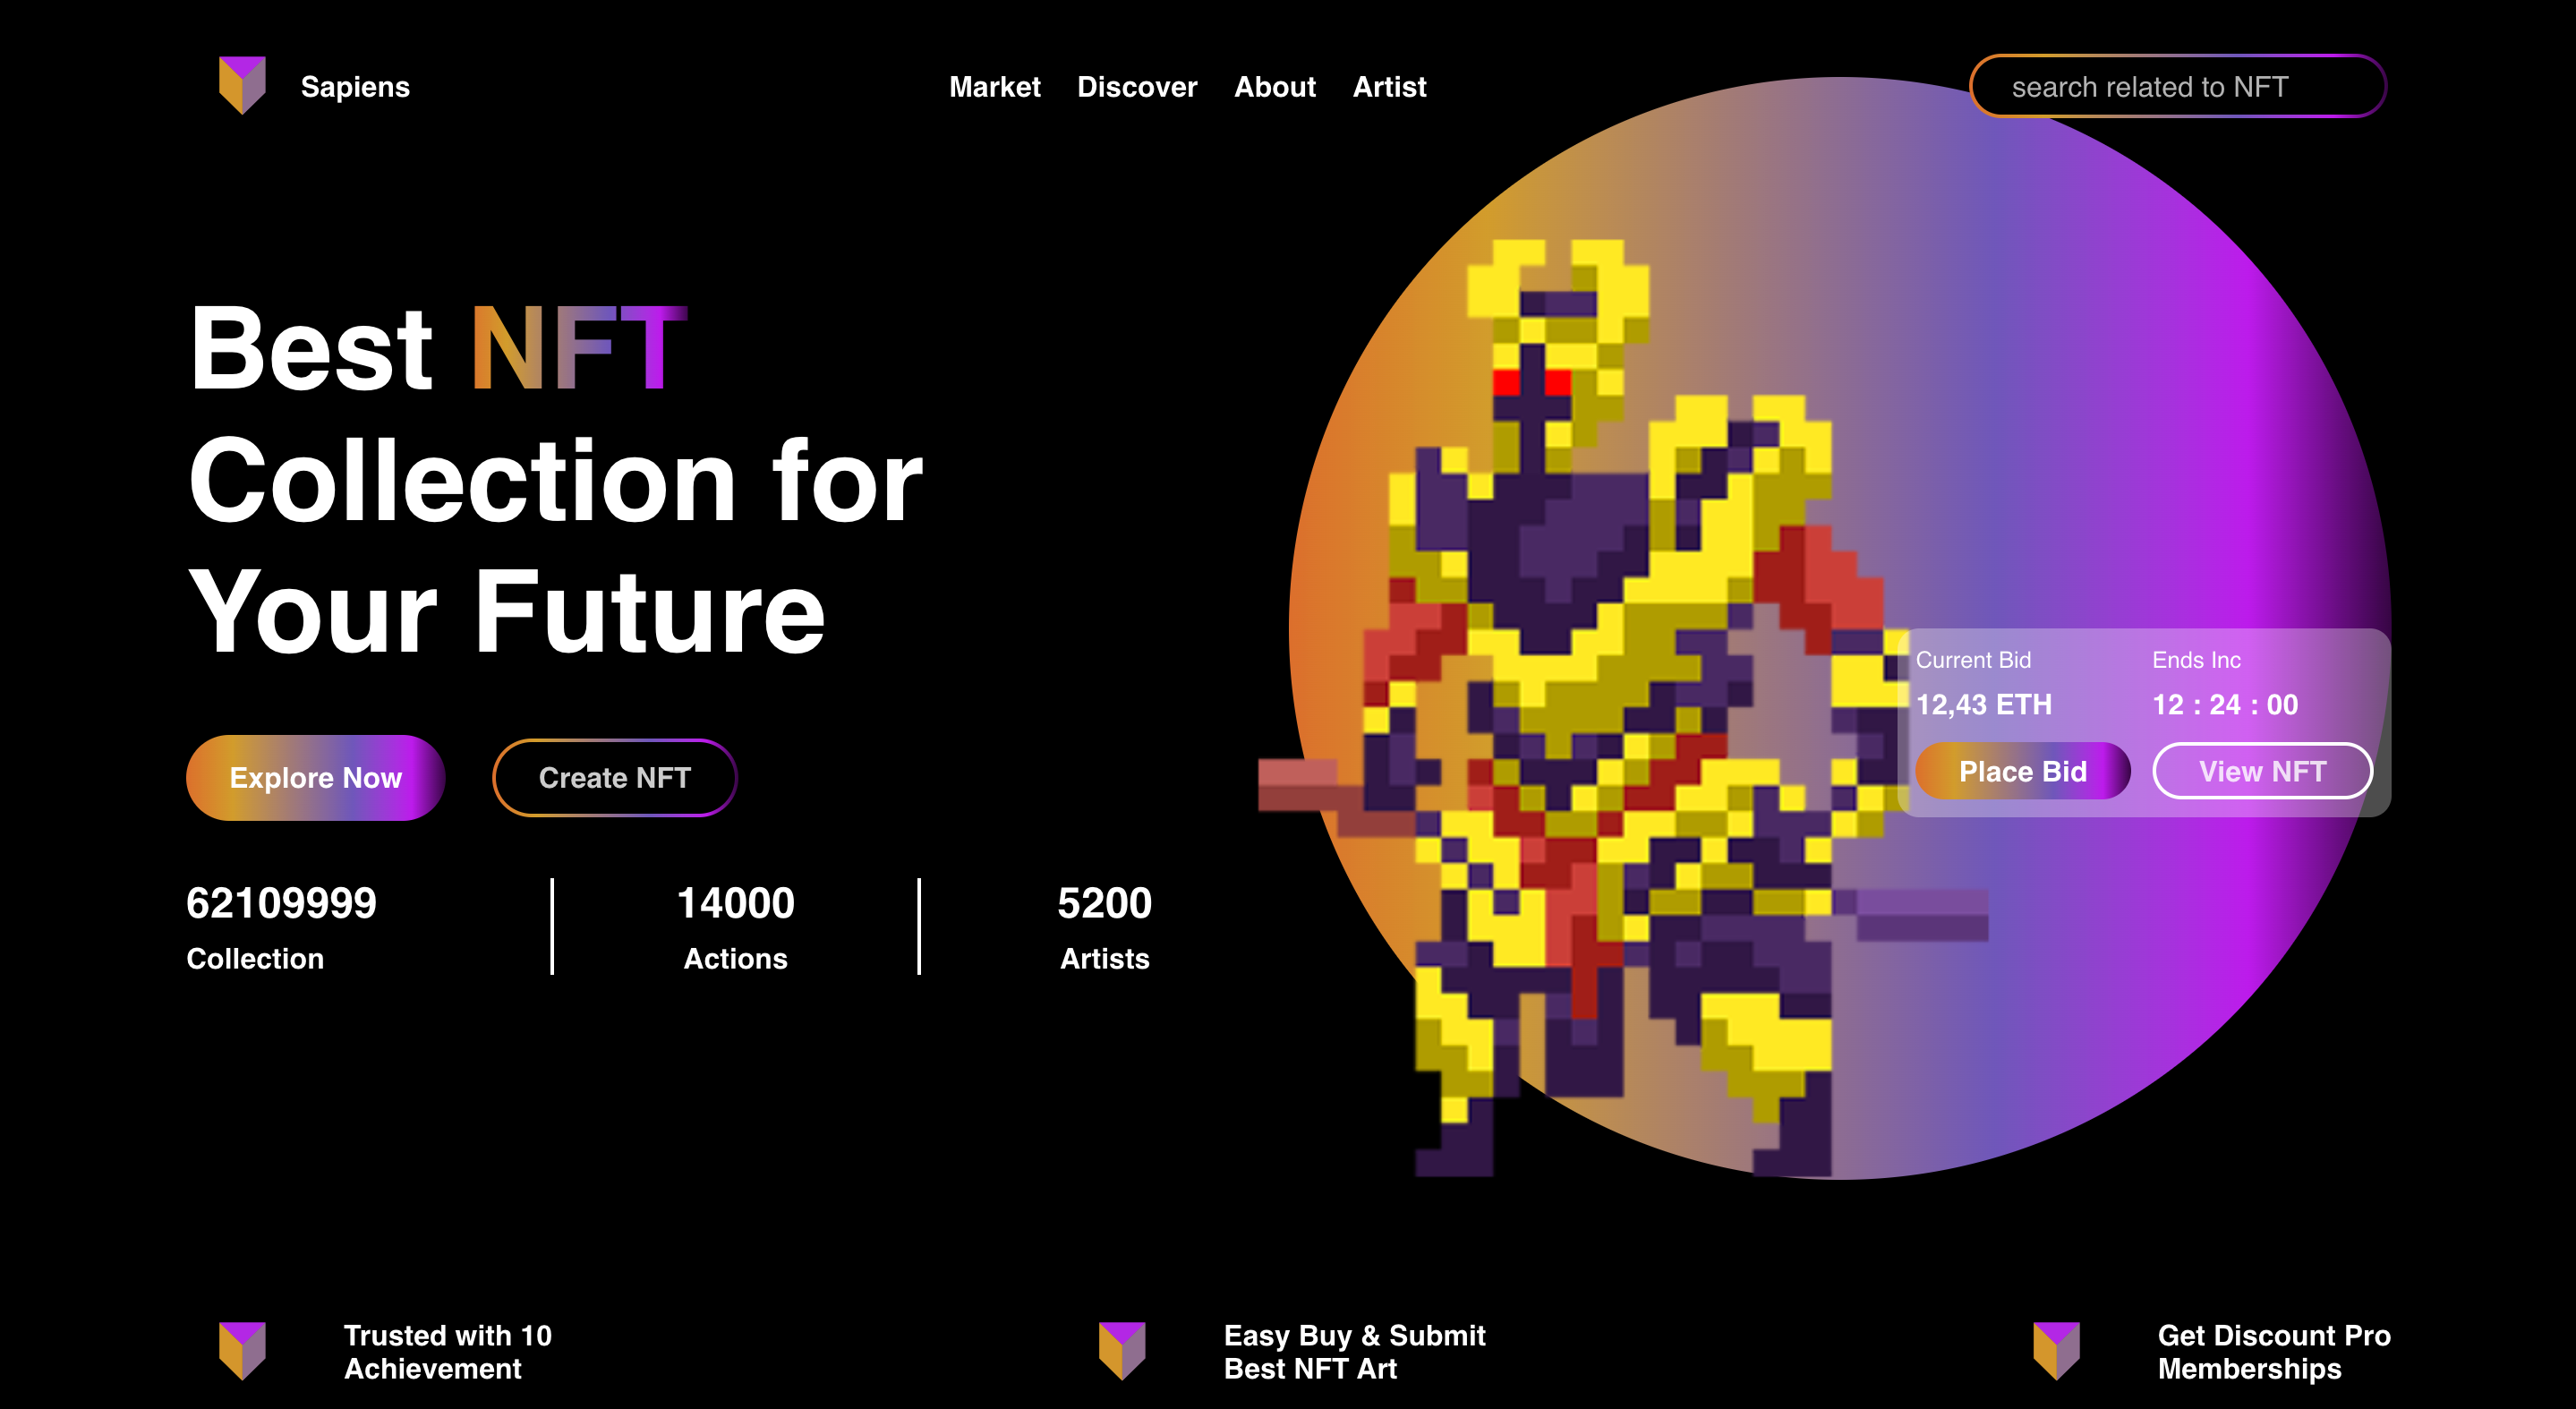 Sapiens
Market
Discover
About
Artist
search related to NFT
Best NFT
Collection for
Your Future
Explore Now
Create NFT
62109999
Collection
14000
Actions
5200
Artists
Current Bid
12,43 ETH
Ends Inc
12 : 24 : 00
Place Bid
View NFT
Trusted with 10
Achievement
Easy Buy & Submit
Best NFT Art
Get Discount Pro
Memberships